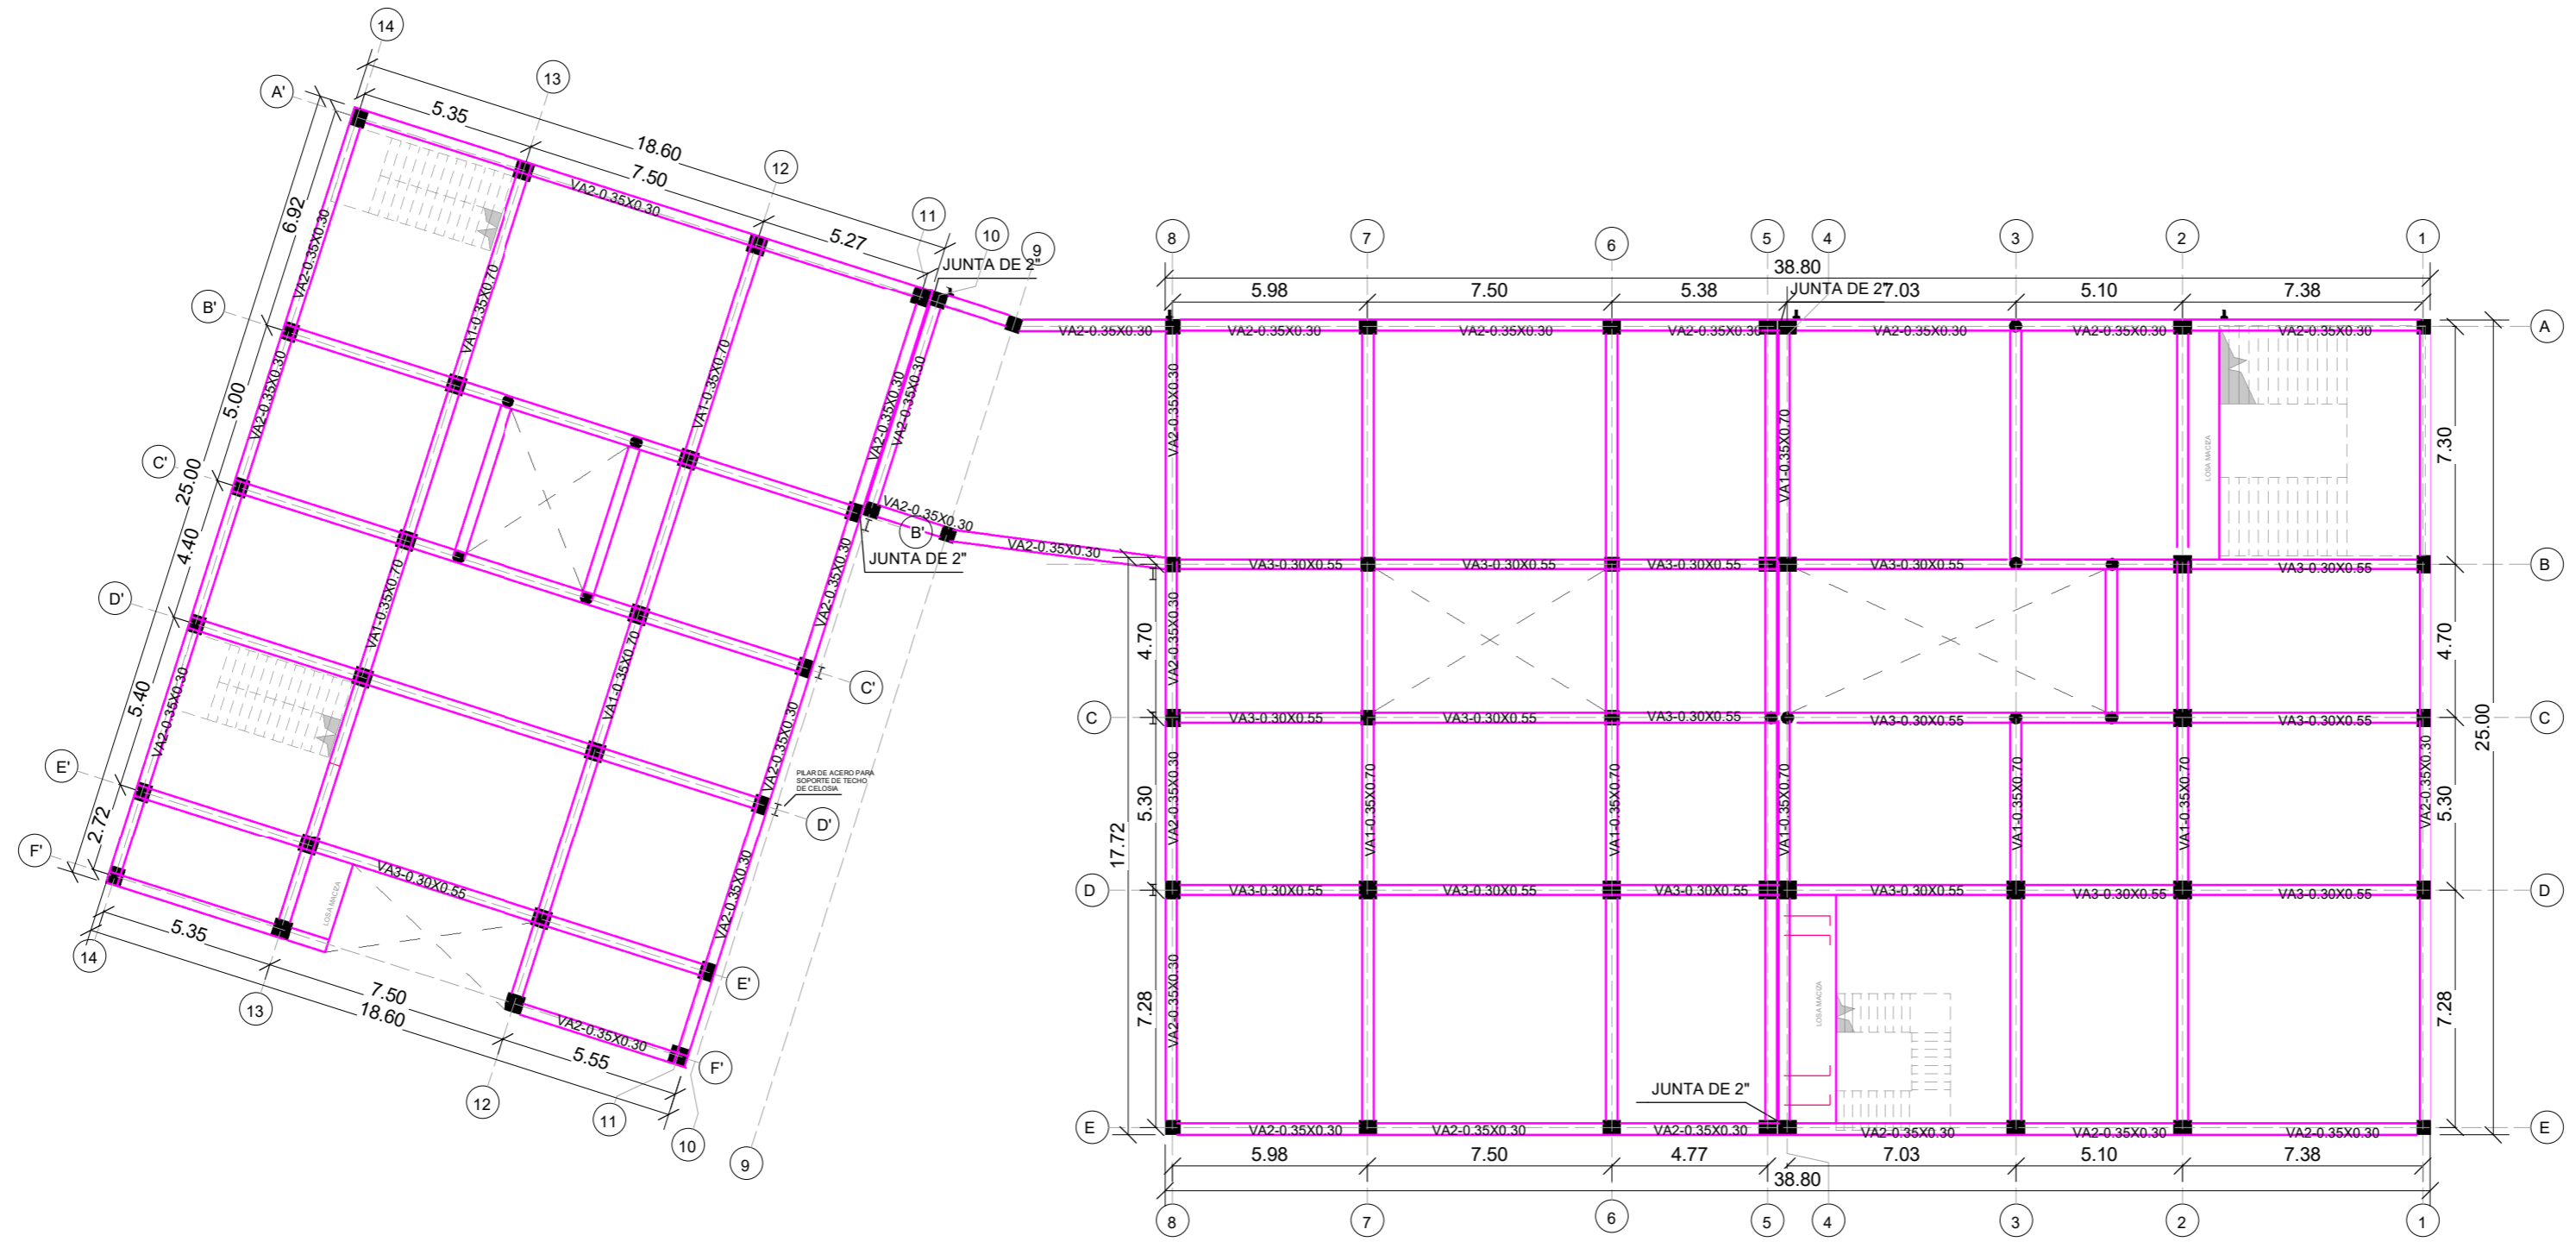 14
13
A'
5.35
18.60
7.50
12
VA2-0.35X0.30
6.92
VA2-0.35X0.30
VA1-0.35X0.70
5.27
11
10
9
JUNTA DE 2"
B'
VA2-0.35X0.30
5.00
VA1-0.35X0.70
VA2-0.35X0.30
VA2-0.35X0.30
C'
25.00
4.40
VA2-0.35X0.30
B'
JUNTA DE 2"
VA2-0.35X0.30
D'
VA1-0.35X0.70
VA2-0.35X0.30
C'
5.40
VA2-0.35X0.30
VA1-0.35X0.70
VA2-0.35X0.30
PILAR DE ACERO PARA
SOPORTE DE TECHO
DE CELOSIA
D'
E'
2.72
F'
VA3-0.30X0.55
LOSA MACIZA
VA2-0.35X0.30
5.35
14
E'
7.50
18.60
13
VA2-0.35X0.30
5.55
F'
12
11
10
9
8
7
6
5
4
3
2
1
38.80
5.98
7.50
5.38
JUNTA DE 2"
7.03
5.10
7.38
VA2-0.35X0.30
VA2-0.35X0.30
VA2-0.35X0.30
VA2-0.35X0.30
VA2-0.35X0.30
VA2-0.35X0.30
VA2-0.35X0.30
A
VA2-0.35X0.30
VA1-0.35X0.70
LOSA MACIZA
7.30
VA3-0.30X0.55
VA3-0.30X0.55
VA3-0.30X0.55
VA3-0.30X0.55
VA3-0.30X0.55
B
4.70
VA2-0.35X0.30
4.70
C
VA3-0.30X0.55
VA3-0.30X0.55
VA3-0.30X0.55
VA3-0.30X0.55
VA3-0.30X0.55
C
25.00
17.72
5.30
VA2-0.35X0.30
VA1-0.35X0.70
VA1-0.35X0.70
VA1-0.35X0.70
VA1-0.35X0.70
VA1-0.35X0.70
VA2-0.35X0.30
5.30
D
VA3-0.30X0.55
VA3-0.30X0.55
VA3-0.30X0.55
VA3-0.30X0.55
VA3-0.30X0.55
VA3-0.30X0.55
D
7.28
VA2-0.35X0.30
LOSA MACIZA
7.28
JUNTA DE 2"
E
VA2-0.35X0.30
VA2-0.35X0.30
VA2-0.35X0.30
VA2-0.35X0.30
VA2-0.35X0.30
VA2-0.35X0.30
E
5.98
7.50
4.77
7.03
5.10
7.38
38.80
8
7
6
5
4
3
2
1